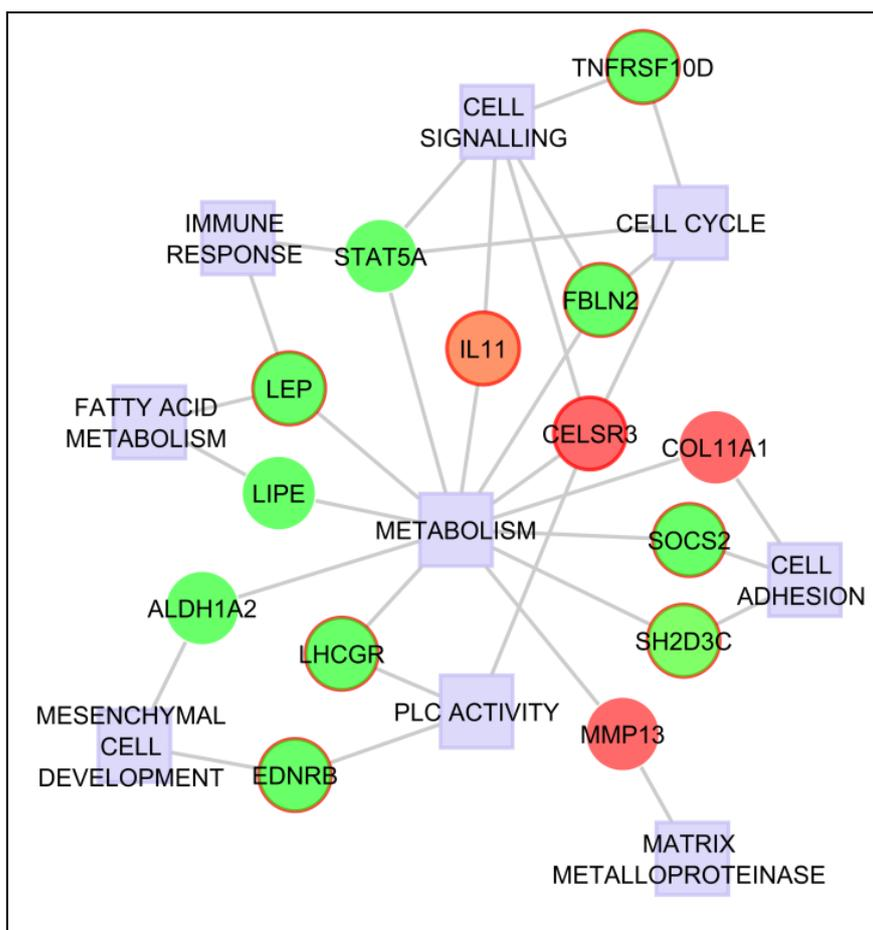 TNFRSF10D
CELL
SIGNALLING
IMMUNE
RESPONSE
CELL CYCLE
STAT5A
FBLN2
IL11
LEP
FATTY ACID
METABOLISM
CELSR3
COL11A1
LIPE
METABOLISM
SOCS2
CELL
ADHESION
ALDH1A2
SH2D3C
LHCGR
PLC ACTIVITY
MESENCHYMAL
CELL
DEVELOPMENT
MMP13
EDNRB
MATRIX
METALLOPROTEINASE